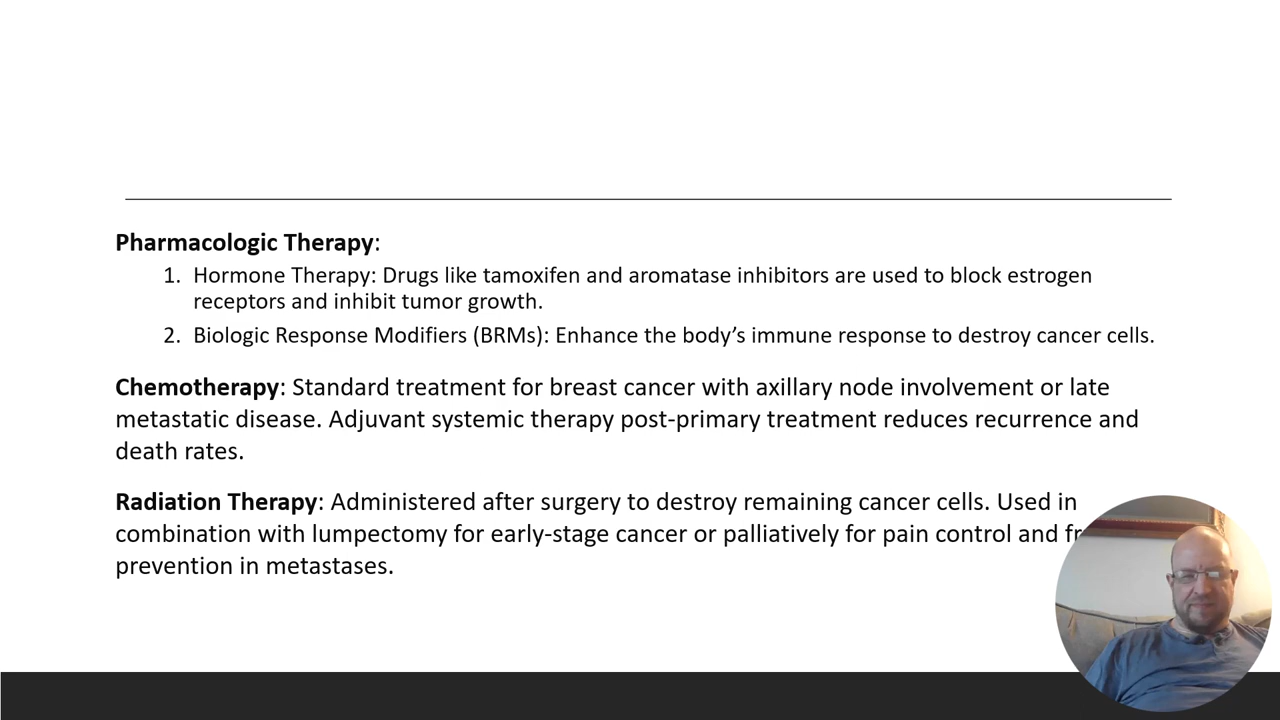 Pharmacologic Therapy:
1. Hormone Therapy: Drugs like tamoxifen and aromatase inhibitors are used to block estrogen
receptors and inhibit tumor growth.
2. Biologic Response Modifiers (BRMs): Enhance the body’s immune response to destroy cancer cells.
Chemotherapy: Standard treatment for breast cancer with axillary node involvement or late
metastatic disease. Adjuvant systemic therapy post-primary treatment reduces recurrence and
death rates.
Radiation Therapy: Administered after surgery to destroy remaining cancer cells. Used in
combination with lumpectomy for early-stage cancer or palliatively for pain control and
prevention in metastases.